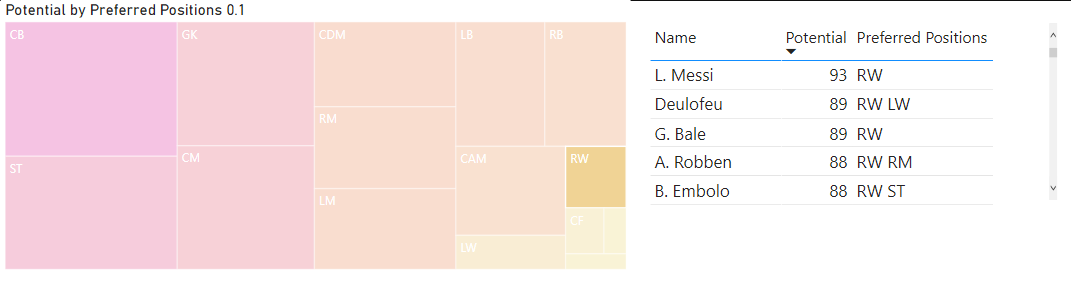 Potential by Preferred Positions 0.1
CB
GK
CDM
LB
RB
ST
CM
RM
LM
CAM
RW
LW
CF
Name Potential Preferred Positions
L. Messi 93 RW
Deulofeu 89 RW LW
G. Bale 89 RW
A. Robben 88 RW RM
B. Embolo 88 RW ST